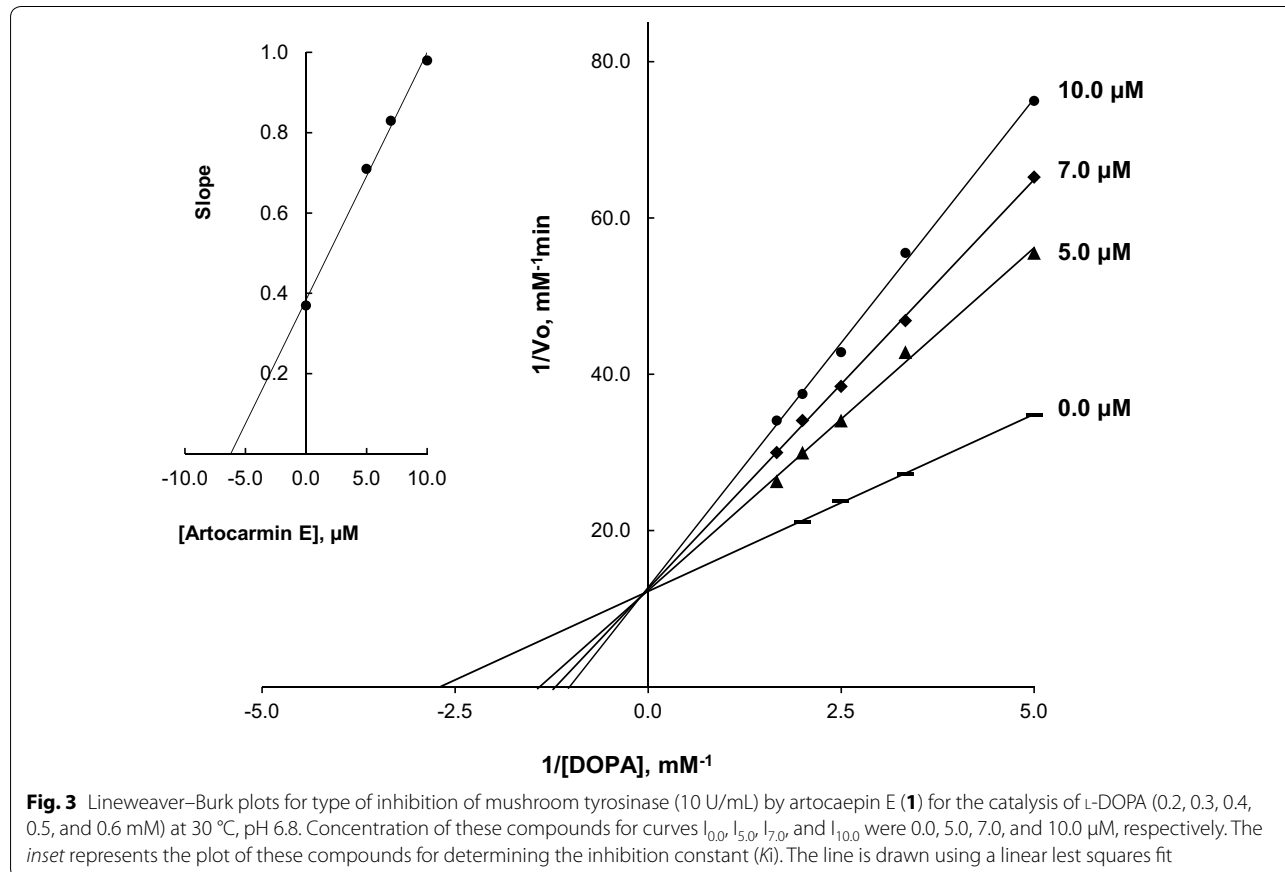 1.0
0.8
0.6
0.4
0.2
Slope
-10.0 -5.0 0.0 5.0 10.0
[Artocarmin E], µM
80.0
60.0
40.0
20.0
1/Vo, mM-1min
10.0 µM
7.0 µM
5.0 µM
0.0 µM
-5.0 -2.5 0.0 2.5 5.0
1/[DOPA], mM-1
Fig. 3 Lineweaver–Burk plots for type of inhibition of mushroom tyrosinase (10 U/mL) by artocaepin E (1) for the catalysis of L-DOPA (0.2, 0.3, 0.4,
0.5, and 0.6 mM) at 30 °C, pH 6.8. Concentration of these compounds for curves I0.0, I5.0, I7.0, and I10.0 were 0.0, 5.0, 7.0, and 10.0 µM, respectively. The
inset represents the plot of these compounds for determining the inhibition constant (Ki). The line is drawn using a linear lest squares fit